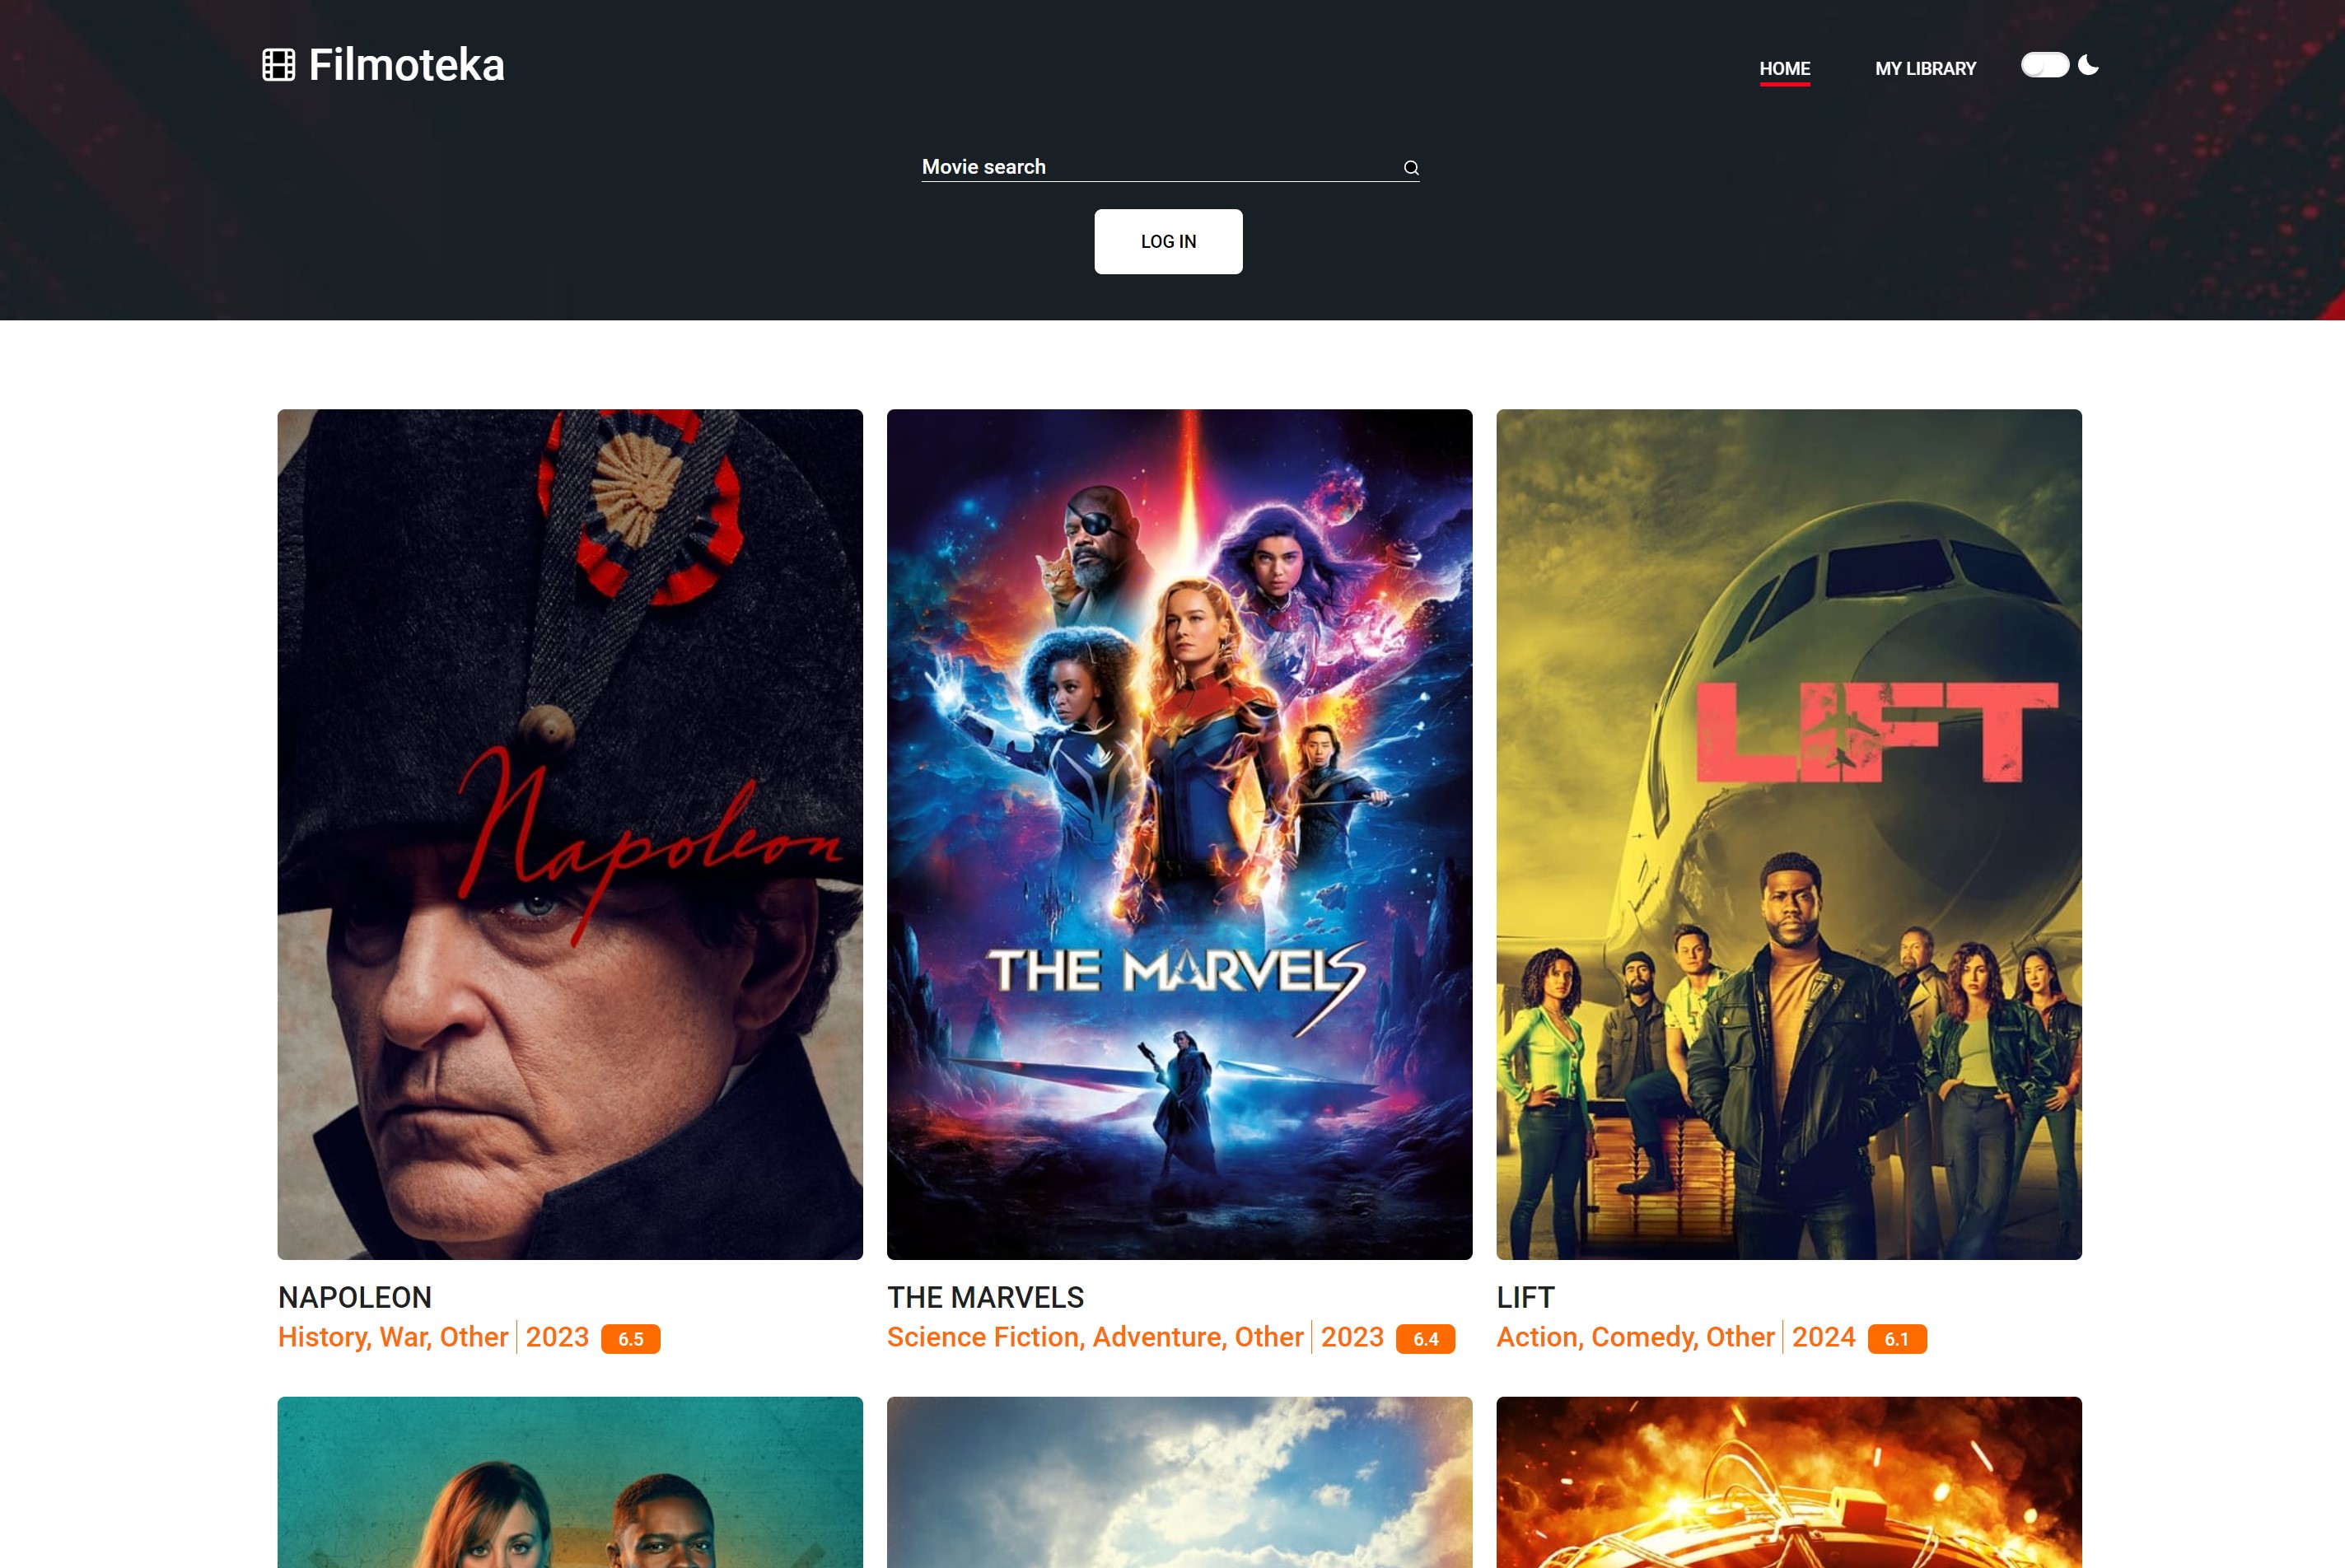 Filmoteka
HOME
MY LIBRARY
Movie search
LOG IN
Napoleon
THE MARVELS
LIFT
NAPOLEON
History, War, Other 2023 6.5
THE MARVELS
Science Fiction, Adventure, Other 2023 6.4
LIFT
Action, Comedy, Other 2024 6.1